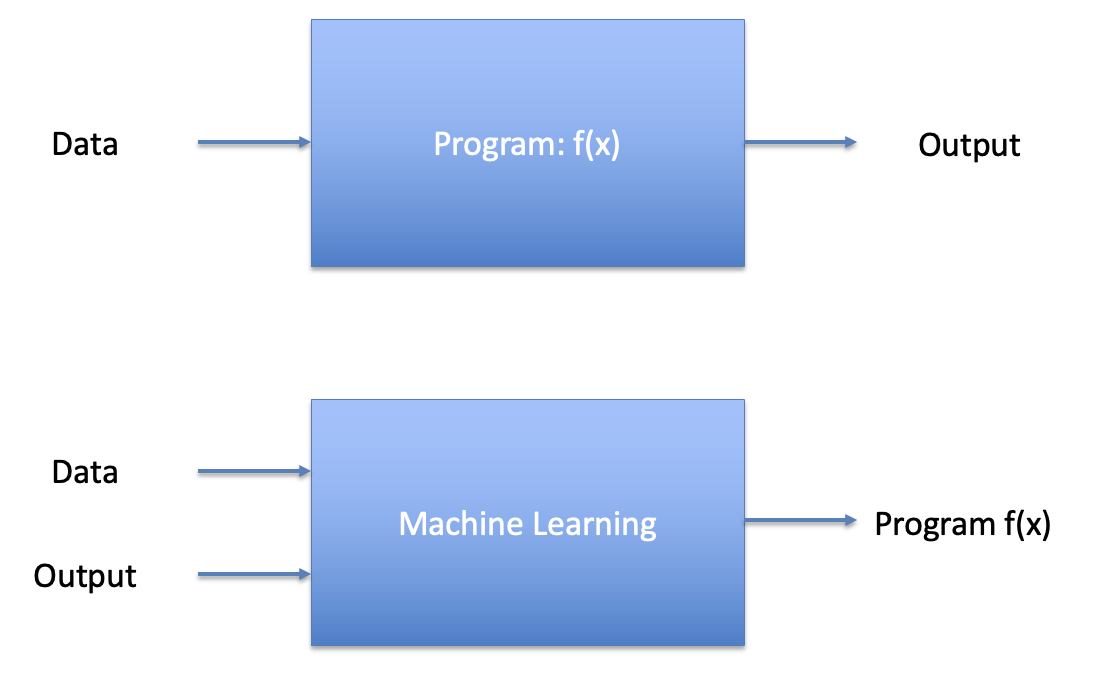 Data
Program: f(x)
Output
Data
Machine Learning
Program f(x)
Output